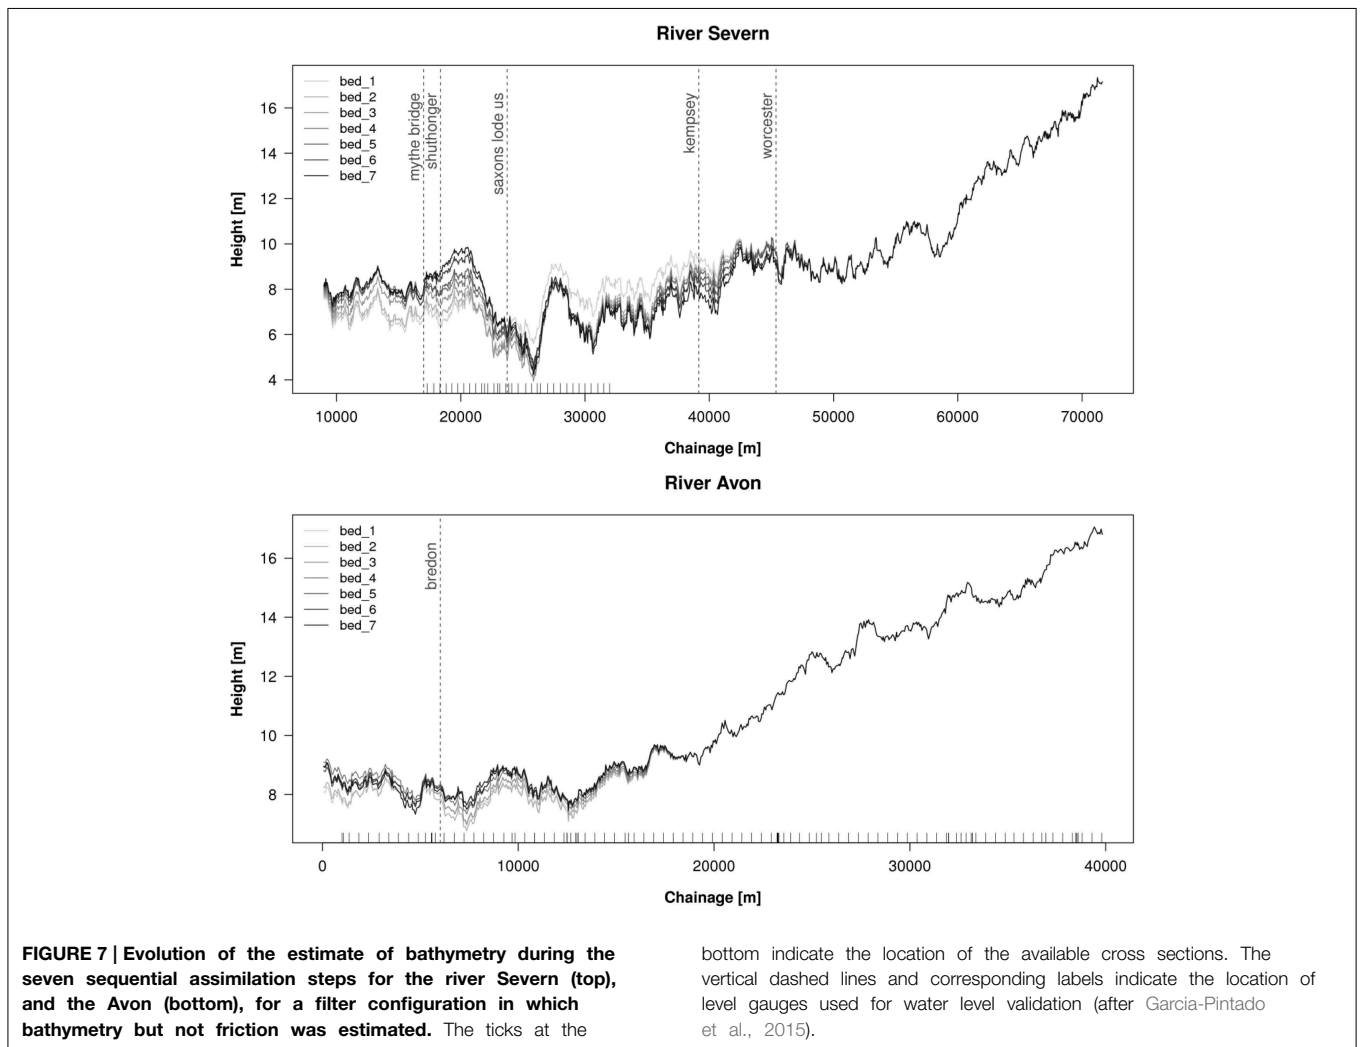 River Severn
bed_1
bed_2
bed_3
bed_4
bed_5
bed_6
bed_7
mythe bridge
shuthonger
saxons lode us
kempsey
worcester
Height [m]
16
14
12
10
8
6
4
10000 20000 30000 40000 50000 60000 70000
Chainage [m]
River Avon
bed_1
bed_2
bed_3
bed_4
bed_5
bed_6
bed_7
bredon
Height [m]
16
14
12
10
8
0 10000 20000 30000 40000
Chainage [m]
FIGURE 7 | Evolution of the estimate of bathymetry during the
seven sequential assimilation steps for the river Severn (top),
and the Avon (bottom), for a filter configuration in which
bathymetry but not friction was estimated. The ticks at the
bottom indicate the location of the available cross sections. The
vertical dashed lines and corresponding labels indicate the location of
level gauges used for water level validation (after Garcia-Pintado
et al., 2015).